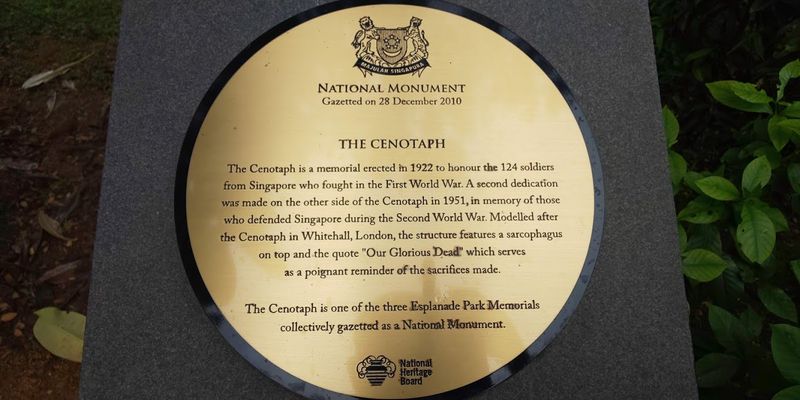 MAJULAH SINGAPURA
NATIONAL MONUMENT
Gazetted on 28 December 2010
THE CENOTAPH
The Cenotaph is a memorial erected in 1922 to honour the 124 soldiers
from Singapore who fought in the First World War. A second dedication
was made on the other side of the Cenotaph in 1951, in memory of those
who defended Singapore during the Second World War. Modelled after
the Cenotaph in Whitehall, London, the structure features a sarcophagus
on top and the quote "Our Glorious Dead" which serves
as a poignant reminder of the sacrifices made.
The Cenotaph is one of the three Esplanade Park Memorials
collectively gazetted as a National Monument.
National
Heritage
Board